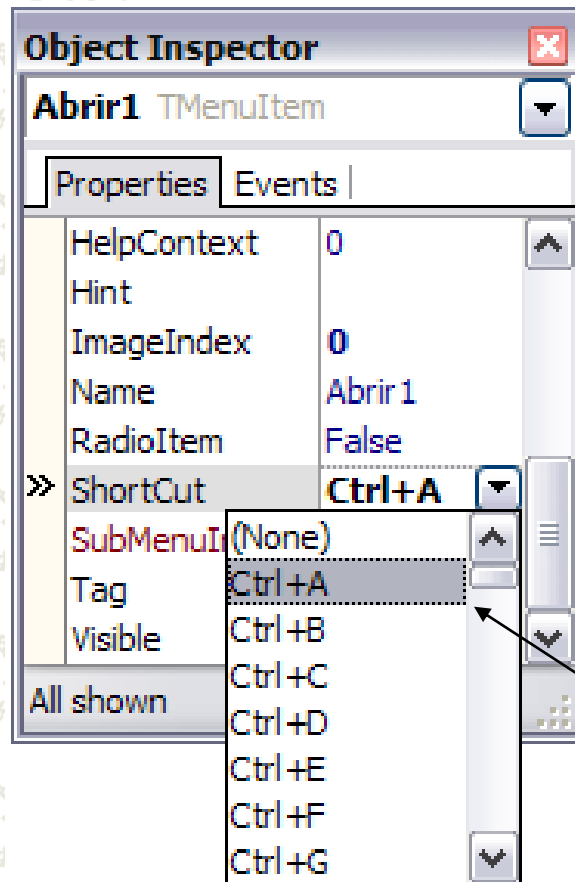 Object Inspector
Abrir1 TMenuItem
Properties Events
HelpContext 0
Hint
ImageIndex 0
Name Abrir1
RadioItem False
ShortCut Ctrl+A
(None)
Tag Ctrl+A
Visible Ctrl+B
Ctrl+C
All shown Ctrl+D
Ctrl+E
Ctrl+F
Ctrl+G